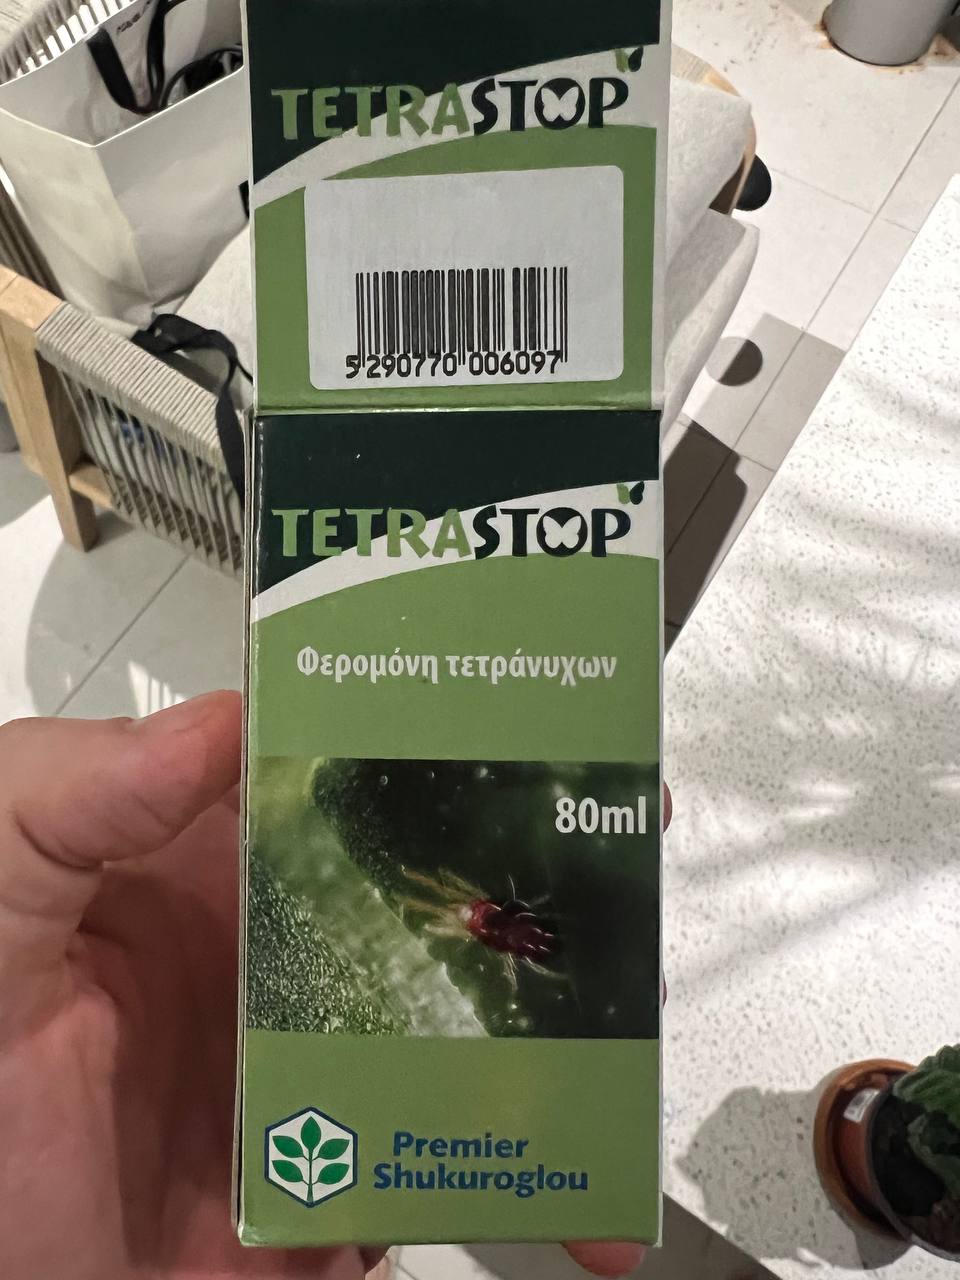 TETRASTOP
5 290770 006097
TETRASTOP
Φερομόνη τετράνυχων
80ml
Premier
Shukuroglou